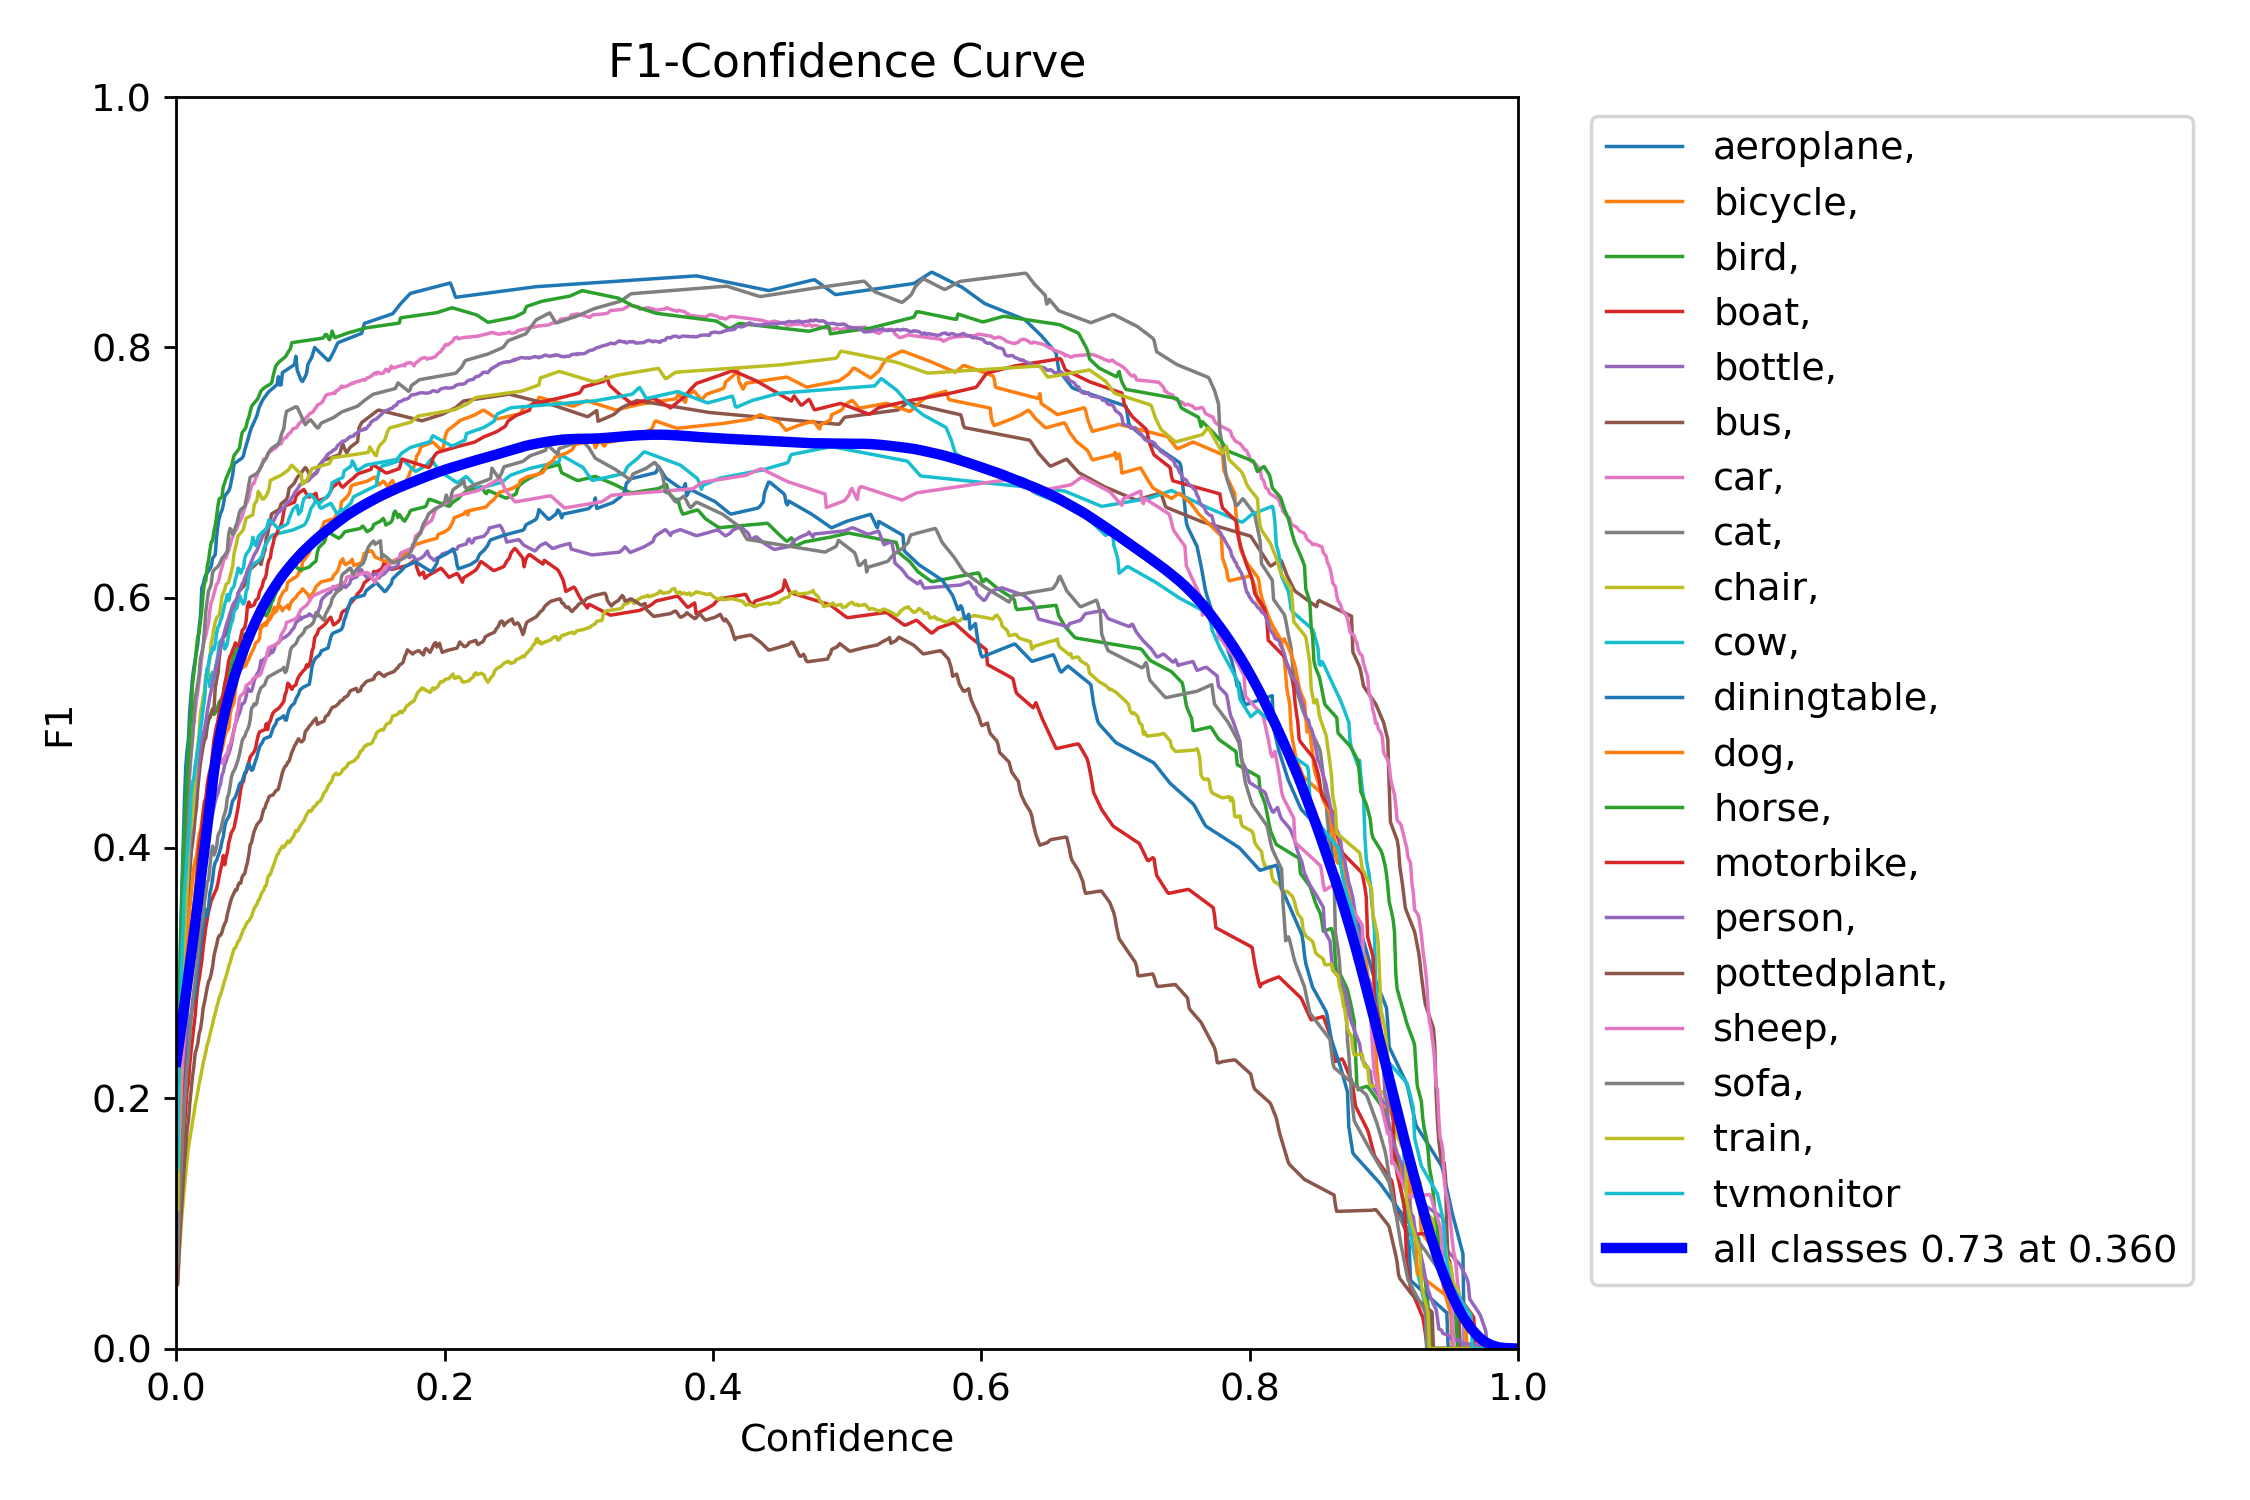 F1-Confidence Curve
1.0
0.8
0.6
0.4
0.2
0.0
F1
0.0 0.2 0.4 0.6 0.8 1.0
Confidence
aeroplane,
bicycle,
bird,
boat,
bottle,
bus,
car,
cat,
chair,
cow,
diningtable,
dog,
horse,
motorbike,
person,
pottedplant,
sheep,
sofa,
train,
tvmonitor
all classes 0.73 at 0.360